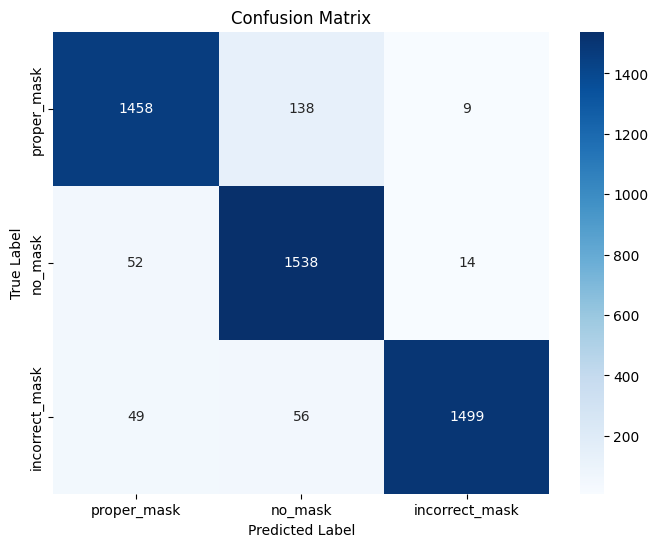 Confusion Matrix
True Label
proper_mask
no_mask
incorrect_mask
1458 138 9
52 1538 14
49 56 1499
proper_mask no_mask incorrect_mask
Predicted Label
1400
1200
1000
800
600
400
200